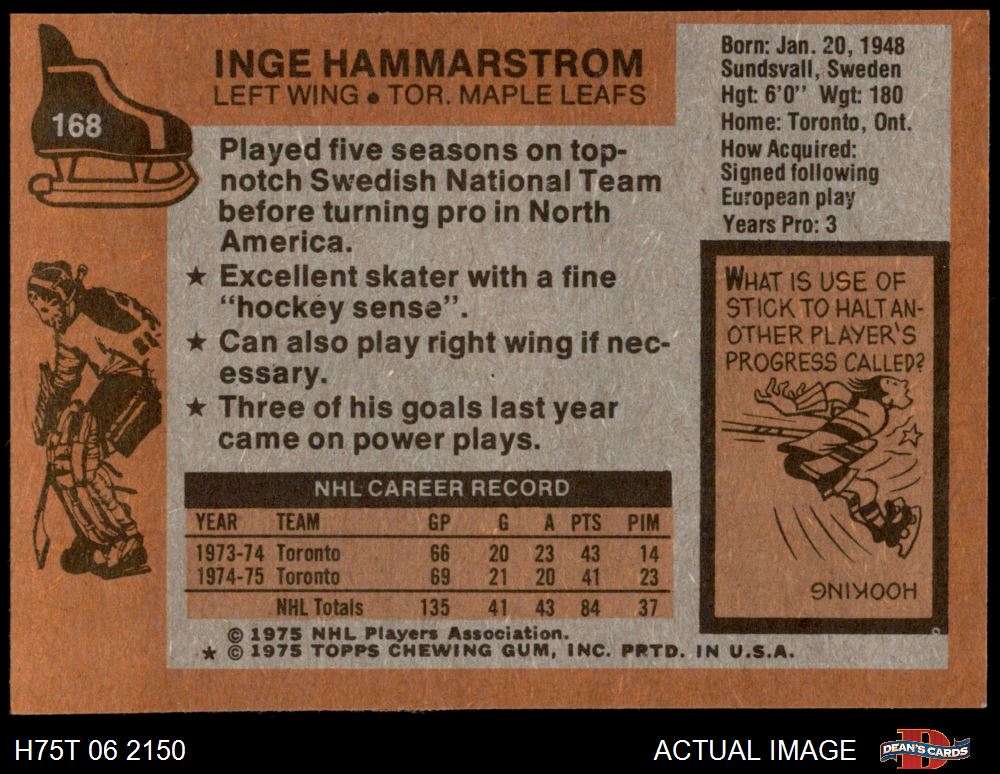 168
INGE HAMMARSTROM
LEFT WING • TOR. MAPLE LEAFS
Played five seasons on top-
notch Swedish National Team
before turning pro in North
America.
★ Excellent skater with a fine
"hockey sense".
★ Can also play right wing if nec-
essary.
★ Three of his goals last year
came on power plays.
Born: Jan. 20, 1948
Sundsvall, Sweden
Hgt: 6'0" Wgt: 180
Home: Toronto, Ont.
How Acquired:
Signed following
European play
Years Pro: 3
WHAT IS USE OF
STICK TO HALT AN-
OTHER PLAYER'S
PROGRESS CALLED?
HOOKING
NHL CAREER RECORD
YEAR TEAM GP G A PTS PIM
1973-74 Toronto 66 20 23 43 14
1974-75 Toronto 69 21 20 41 23
NHL Totals 135 41 43 84 37
© 1975 NHL Players Association.
★ © 1975 TOPPS CHEWING GUM, INC. PRTD. IN U.S.A.
H75T 06 2150
ACTUAL IMAGE
D
DEAN'S CARDS